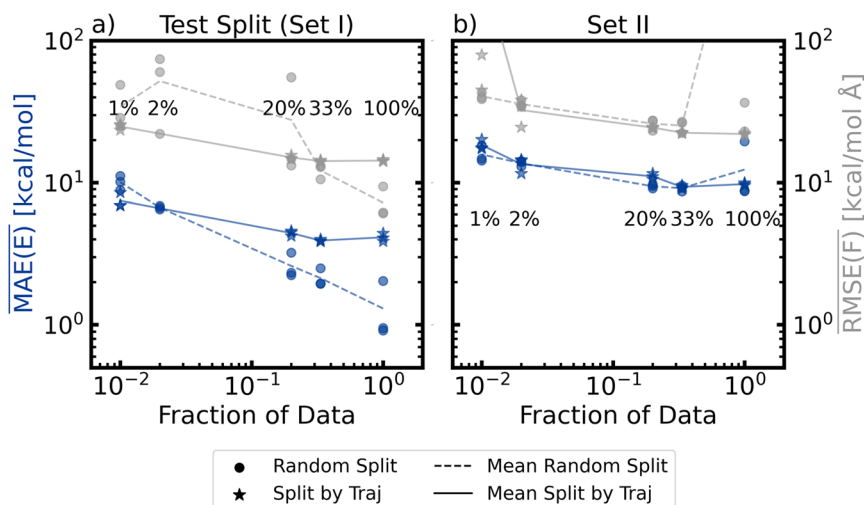 a) Test Split (Set I)
b) Set II
10² 10²
1% 2% 20% 33% 100%
10¹ 10¹
1% 2% 20% 33% 100%
10⁰ 10⁰
MAE(E) [kcal/mol]
RMSE(F) [kcal/mol Å]
10⁻² 10⁻¹ 10⁰
10⁻² 10⁻¹ 10⁰
Fraction of Data
Fraction of Data
Random Split
Mean Random Split
Split by Traj
Mean Split by Traj